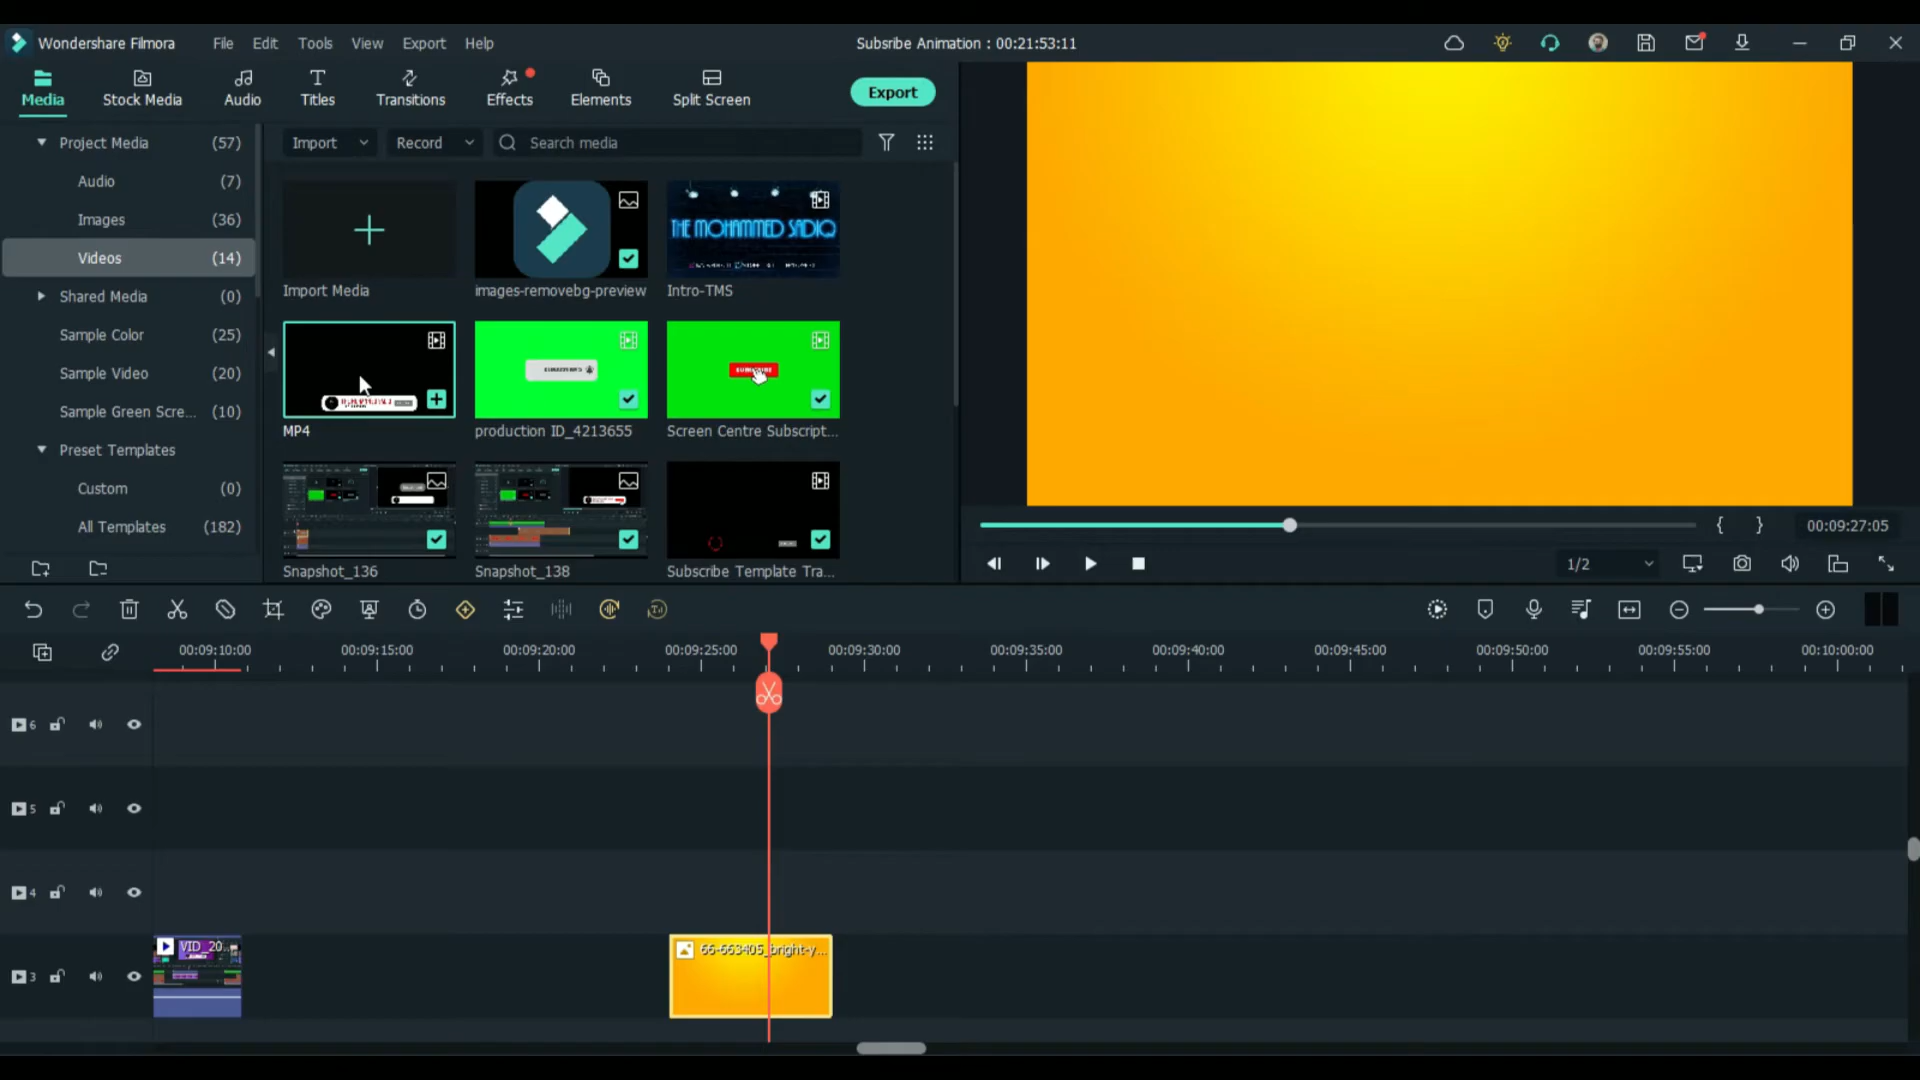 Wondershare Filmora File Edit Tools View Export Help Subsribe Animation : 00:21:53:11
Media Stock Media Audio Titles Transitions Effects Elements Split Screen Export
Project Media (57)
Audio (7)
Images (36)
Videos (14)
Shared Media (0)
Sample Color (25)
Sample Video (20)
Sample Green Scre... (10)
Preset Templates
Custom (0)
All Templates (182)
Import Record Search media
THE MOHAMMED SADIQ
Import Media images-removebg-preview Intro-TMS
MP4 production ID_4213655 Screen Centre Subscript...
Snapshot_136 Snapshot_138 Subscribe Template Tra...
{ } 00:09:27:05
1/2
00:09:10:00 00:09:15:00 00:09:20:00 00:09:25:00 00:09:30:00 00:09:35:00 00:09:40:00 00:09:45:00 00:09:50:00 00:09:55:00 00:10:00:00
6
5
4
3
VID_20...
66-663405_bright-y...